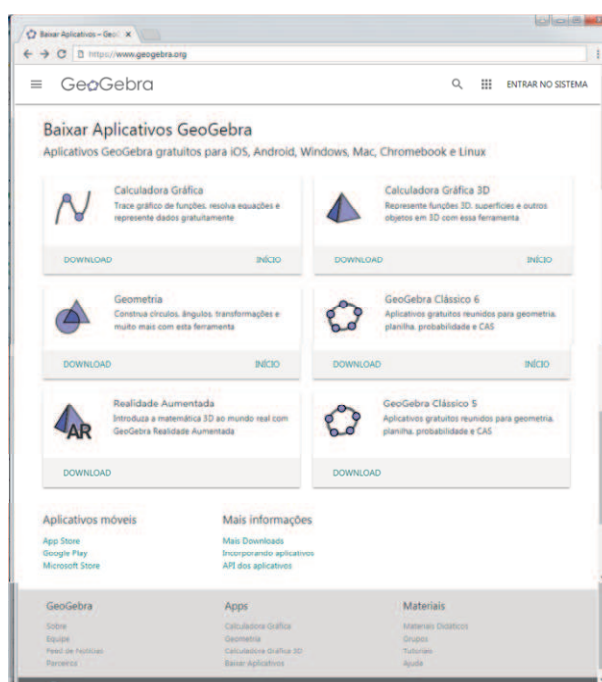 Baixar Aplicativos – Geo
https://www.geogebra.org
GeoGebra
ENTRAR NO SISTEMA
Baixar Aplicativos GeoGebra
Aplicativos GeoGebra gratuitos para iOS, Android, Windows, Mac, Chromebook e Linux
Calculadora Gráfica
Trace gráfico de funções, resolva equações e
represente dados gratuitamente
DOWNLOAD INÍCIO
Calculadora Gráfica 3D
Represente funções 3D, superfícies e outros
objetos em 3D com essa ferramenta
DOWNLOAD INÍCIO
Geometria
Construa círculos, ângulos, transformações e
muito mais com esta ferramenta
DOWNLOAD INÍCIO
GeoGebra Clássico 6
Aplicativos gratuitos reunidos para geometria,
planilha, probabilidade e CAS
DOWNLOAD INÍCIO
AR
Realidade Aumentada
Introduza a matemática 3D ao mundo real com
GeoGebra Realidade Aumentada
DOWNLOAD
GeoGebra Clássico 5
Aplicativos gratuitos reunidos para geometria,
planilha, probabilidade e CAS
DOWNLOAD
Aplicativos móveis
App Store
Google Play
Microsoft Store
Mais informações
Mais Downloads
Incorporando aplicativos
API dos aplicativos
GeoGebra
Sobre
Equipe
Feed de Notícias
Parceiros
Apps
Calculadora Gráfica
Geometria
Calculadora Gráfica 3D
Baixar Aplicativos
Materiais
Materiais Didáticos
Grupos
Tutoriais
Ajuda